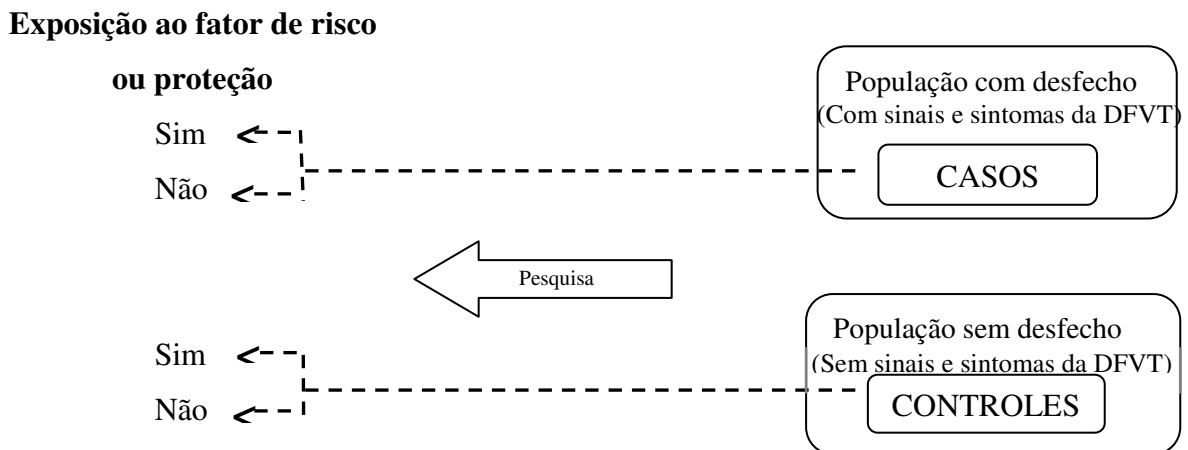 Exposição ao fator de risco
ou proteção
População com desfecho
(Com sinais e sintomas da DFVT)
Sim
CASOS
Não
Pesquisa
População sem desfecho
(Sem sinais e sintomas da DFVT)
Sim
CONTROLES
Não